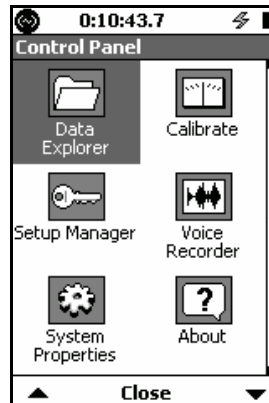 0:10:43.7
Control Panel
Data
Explorer
Calibrate
Setup Manager
Voice
Recorder
System
Properties
?
About
Close